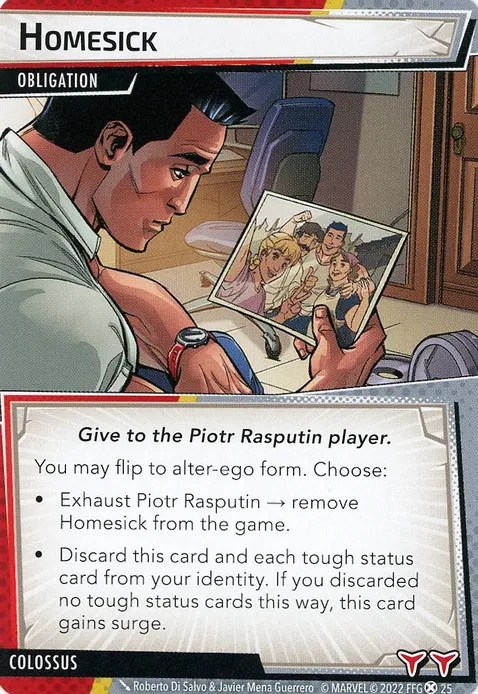 HOMESICK
OBLIGATION
Give to the Piotr Rasputin player.
You may flip to alter-ego form. Choose:
• Exhaust Piotr Rasputin → remove
Homesick from the game.
• Discard this card and each tough status
card from your identity. If you discarded
no tough status cards this way, this card
gains surge.
COLOSSUS
Roberto Di Salvo & Javier Mena Guerrero © MARVEL © 2022 FFG 25